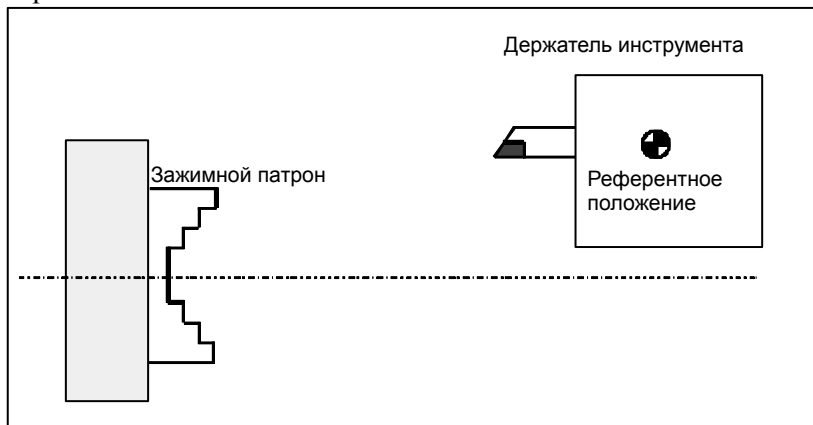 Держатель инструмента
Зажимной патрон
Референтное
положение